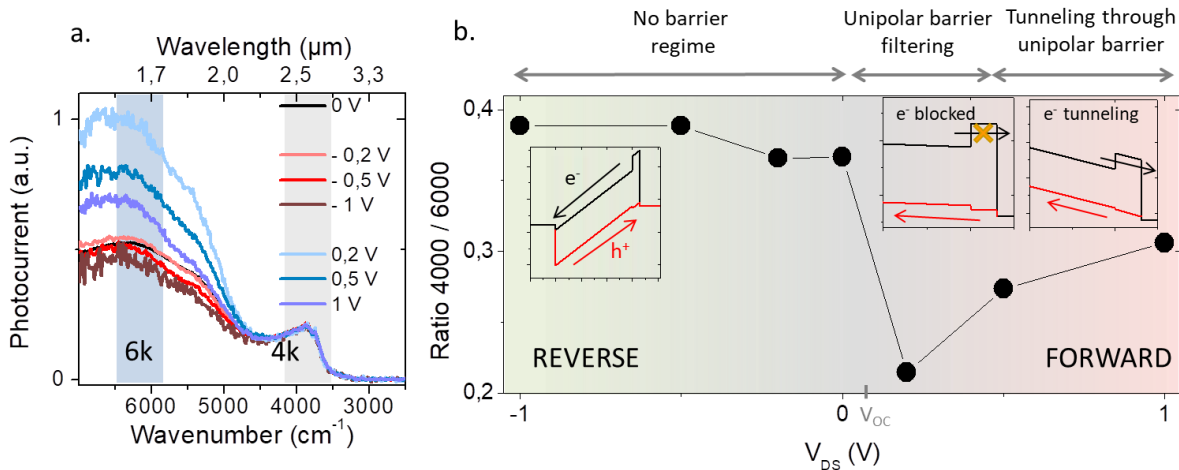 a.
Wavelength (μm)
1,7 2,0 2,5 3,3
Photocurrent (a.u.)
1
0
0 V
- 0,2 V
- 0,5 V
- 1 V
0,2 V
0,5 V
1 V
6k
4k
6000 5000 4000 3000
Wavenumber (cm-1)
b.
No barrier
regime
Unipolar barrier
filtering
Tunneling through
unipolar barrier
Ratio 4000 / 6000
0,4
0,3
0,2
e-
h+
e- blocked
e- tunneling
REVERSE
FORWARD
-1 0 1
VOC
VDS (V)